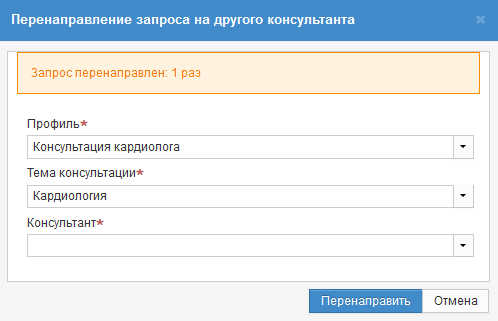 Перенаправление запроса на другого консультанта
Запрос перенаправлен: 1 раз
Профиль*
Консультация кардиолога
Тема консультации*
Кардиология
Консультант*
Перенаправить Отмена